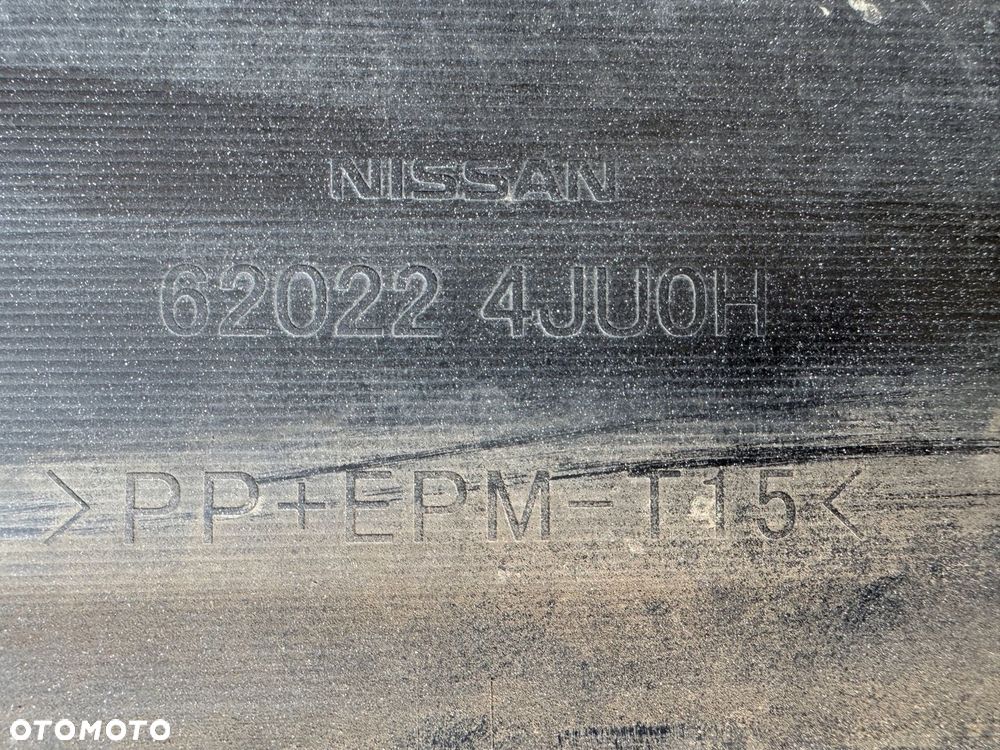 NISSAN
62022 4JU0H
>PP+EPM-T15<
OTOMOTO